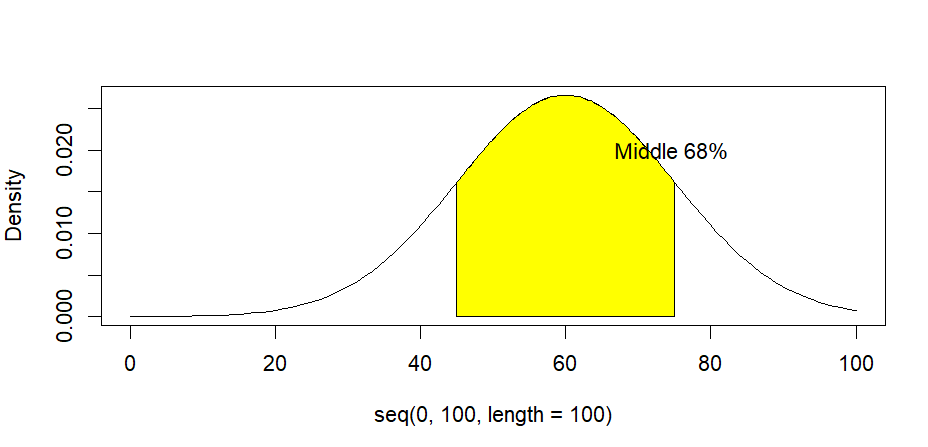 Density
0.020
0.010
0.000
Middle 68%
0 20 40 60 80 100
seq(0, 100, length = 100)